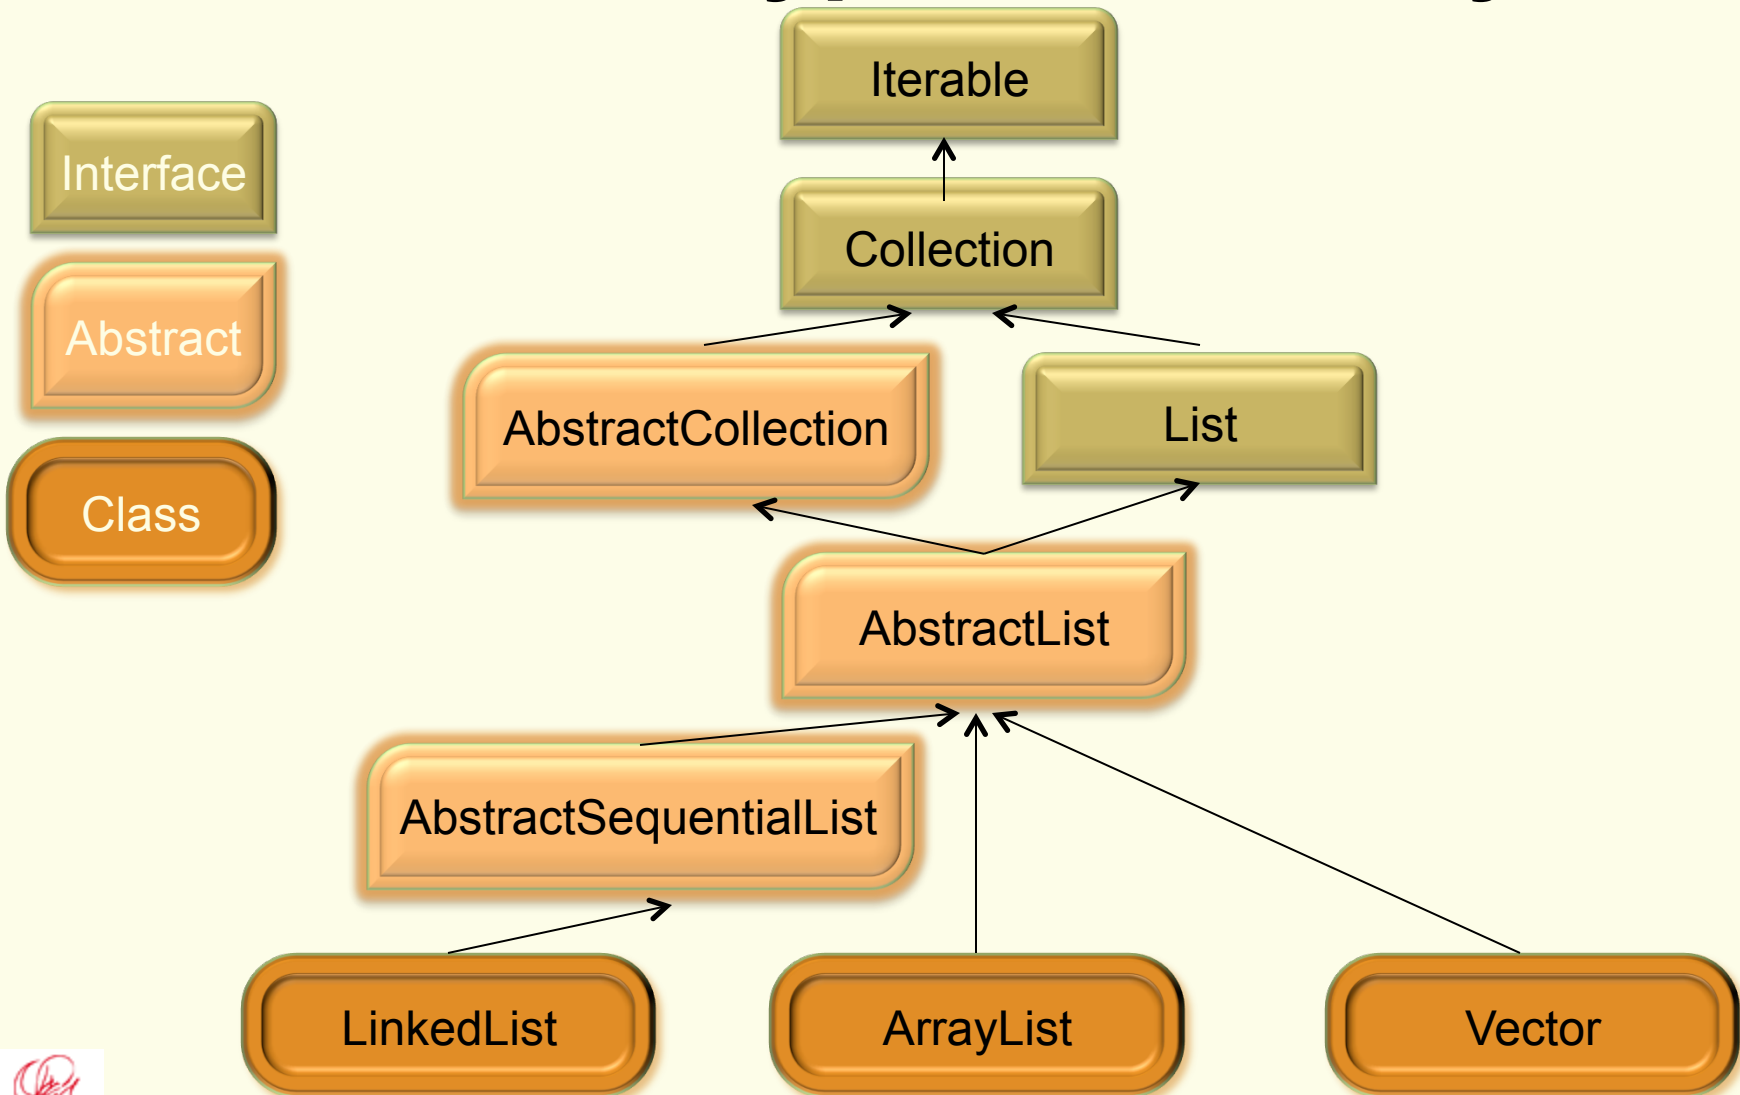 Iterable
Interface
Collection
Abstract
AbstractCollection
List
Class
AbstractList
AbstractSequentialList
LinkedList
ArrayList
Vector